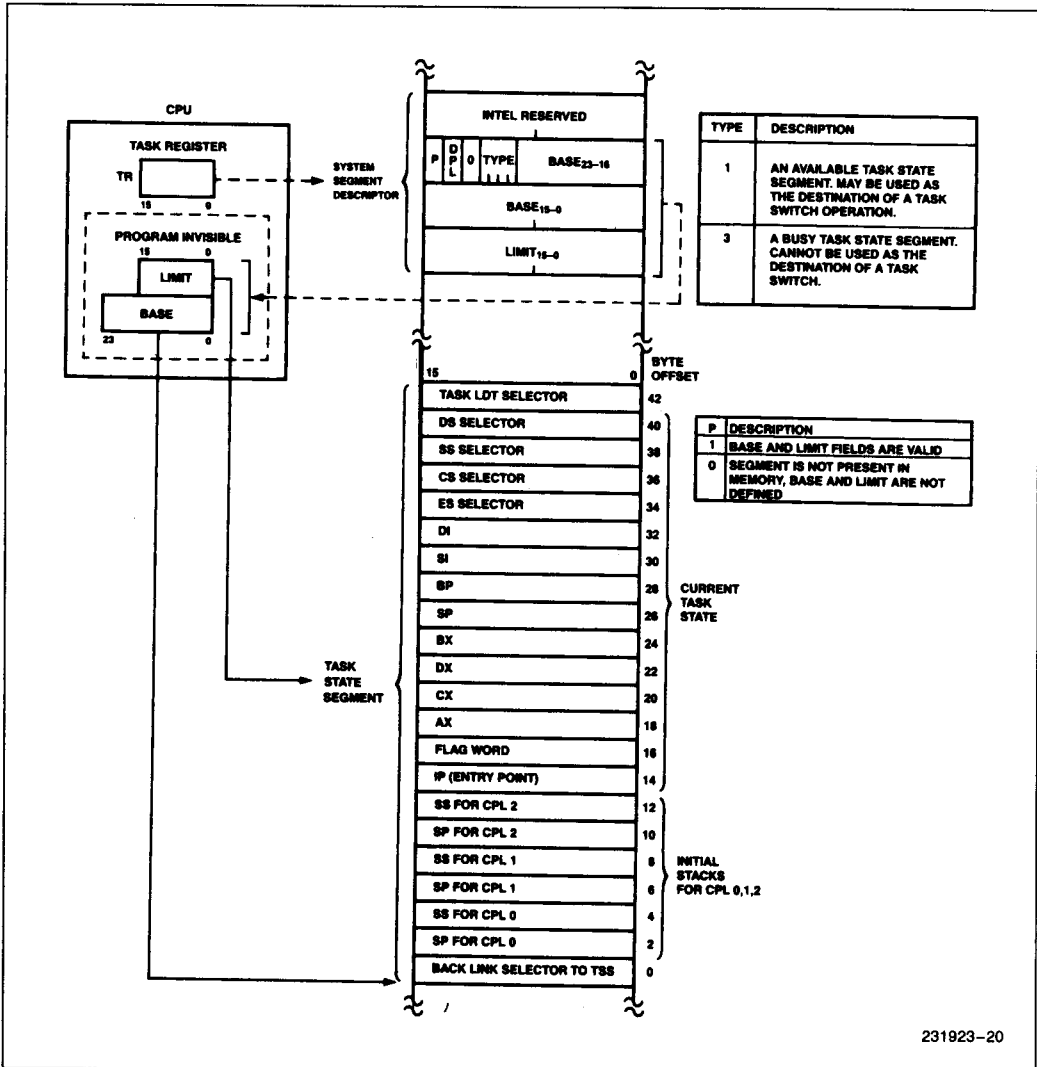 CPU
TASK REGISTER
TR
15 0
PROGRAM INVISIBLE
15 0
LIMIT
BASE
23 0
SYSTEM
SEGMENT
DESCRIPTOR
INTEL RESERVED
P DPL 0 TYPE BASE23–16
BASE15–0
LIMIT15–0
TYPE DESCRIPTION
1 AN AVAILABLE TASK STATE
SEGMENT. MAY BE USED AS
THE DESTINATION OF A TASK
SWITCH OPERATION.
3 A BUSY TASK STATE SEGMENT.
CANNOT BE USED AS THE
DESTINATION OF A TASK
SWITCH.
P DESCRIPTION
1 BASE AND LIMIT FIELDS ARE VALID
0 SEGMENT IS NOT PRESENT IN
MEMORY, BASE AND LIMIT ARE NOT
DEFINED
15 0 BYTE
OFFSET
TASK LDT SELECTOR 42
DS SELECTOR 40
SS SELECTOR 38
CS SELECTOR 36
ES SELECTOR 34
DI 32
SI 30
BP 28
SP 26
BX 24
DX 22
CX 20
AX 18
FLAG WORD 16
IP (ENTRY POINT) 14
SS FOR CPL 2 12
SP FOR CPL 2 10
SS FOR CPL 1 8
SP FOR CPL 1 6
SS FOR CPL 0 4
SP FOR CPL 0 2
BACK LINK SELECTOR TO TSS 0
TASK
STATE
SEGMENT
CURRENT
TASK
STATE
INITIAL
STACKS
FOR CPL 0,1,2
231923–20